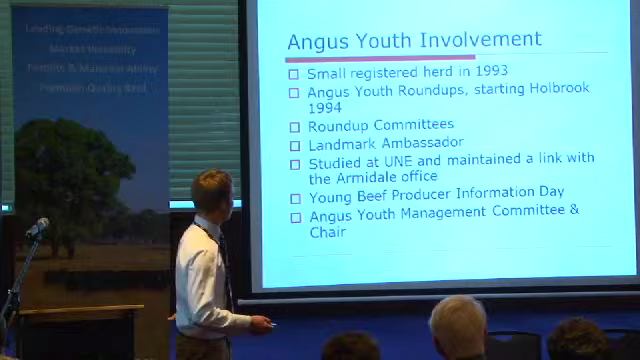 Leading Genetic Innovation
Market Versatility
Fertility & Maternal Ability
Premium Quality Beef
Angus Youth Involvement
Small registered herd in 1993
Angus Youth Roundups, starting Holbrook
1994
Roundup Committees
Landmark Ambassador
Studied at UNE and maintained a link with
the Armidale office
Young Beef Producer Information Day
Angus Youth Management Committee &
Chair